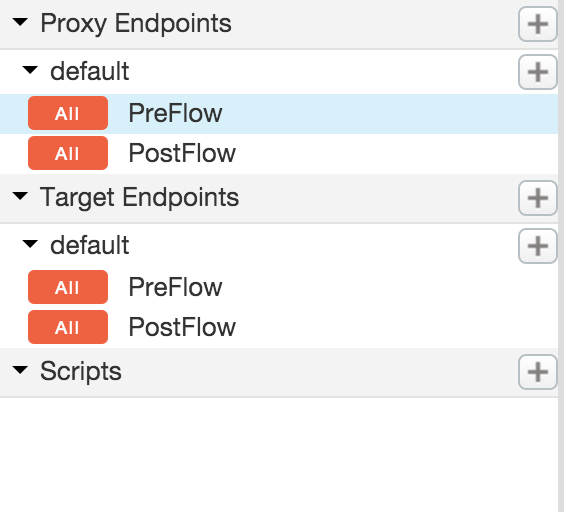 Proxy Endpoints
default
All PreFlow
All PostFlow
Target Endpoints
default
All PreFlow
All PostFlow
Scripts